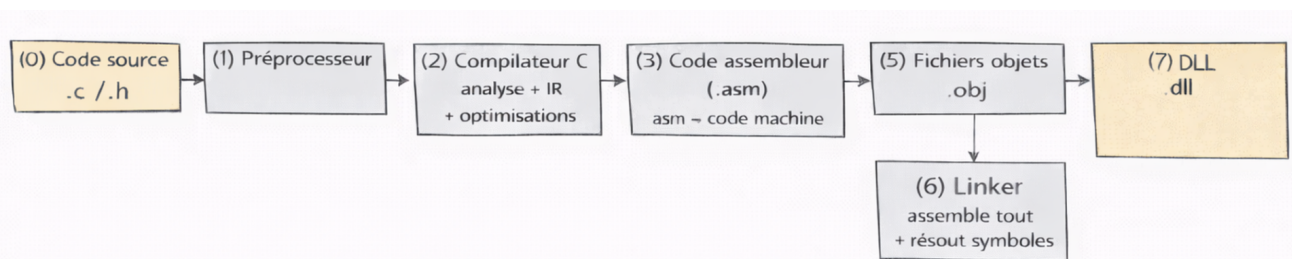 (0) Code source
.c /.h
(1) Préprocesseur
(2) Compilateur C
analyse + IR
+ optimisations
(3) Code assembleur
(.asm)
asm → code machine
(5) Fichiers objets
.obj
(6) Linker
assemble tout
+ résout symboles
(7) DLL
.dll